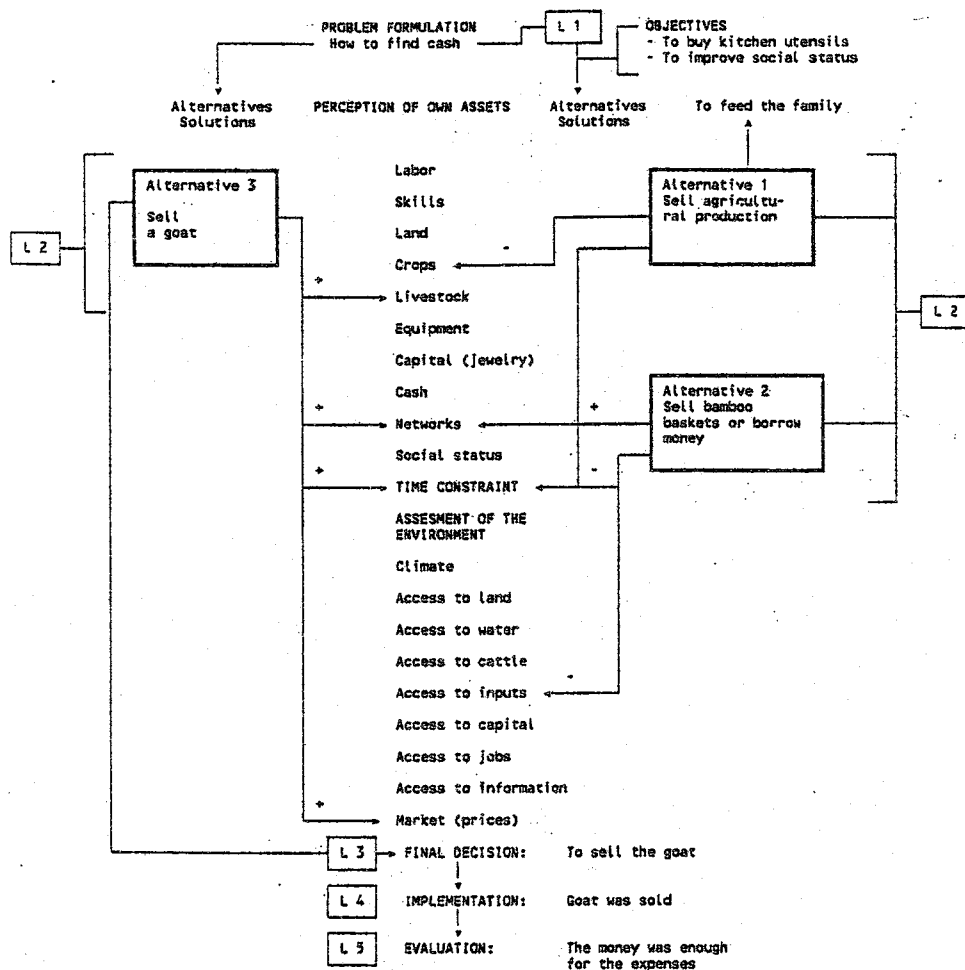 PROBLEM FORMULATION
How to find cash
L 1
OBJECTIVES
- To buy kitchen utensils
- To improve social status
Alternatives
Solutions
PERCEPTION OF OWN ASSETS
Alternatives
Solutions
To feed the family
L 2
Alternative 3
Sell
a goat
Labor
Skills
Land
- Crops
+ Livestock
Equipment
Capital (jewelry)
Cash
+ Networks +
Social status
+ TIME CONSTRAINT -
ASSESMENT OF THE
ENVIRONMENT
Climate
Access to land
Access to water
Access to cattle
Access to inputs -
Access to capital
Access to jobs
Access to information
+ Market (prices)
Alternative 1
Sell agricultu-
ral production
Alternative 2
Sell bamboo
baskets or borrow
money
L 2
L 3 FINAL DECISION: To sell the goat
L 4 IMPLEMENTATION: Goat was sold
L 5 EVALUATION: The money was enough
for the expenses